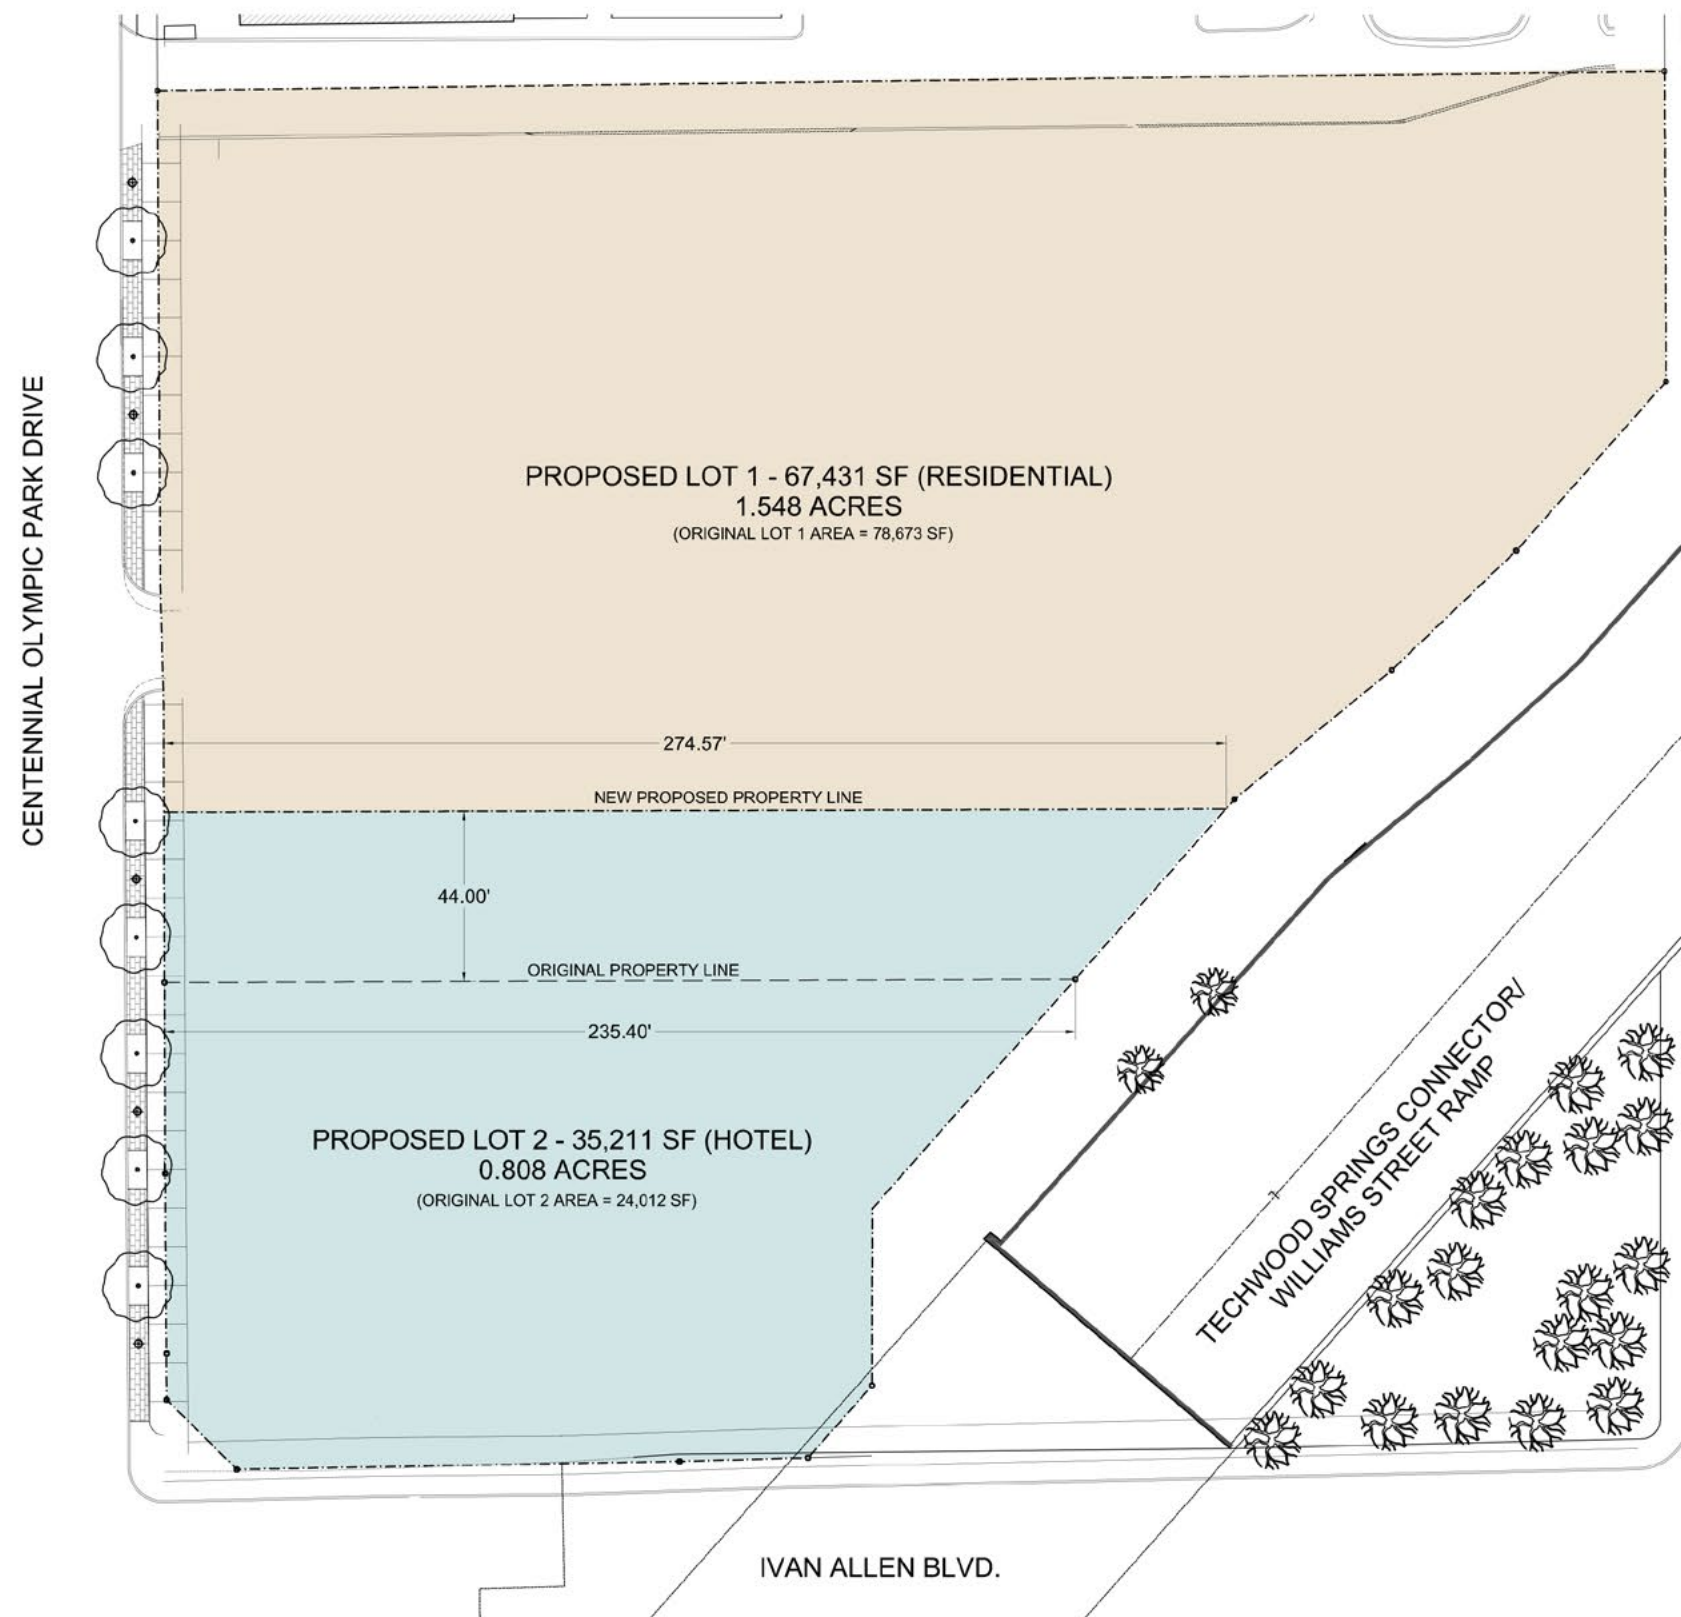 CENTENNIAL OLYMPIC PARK DRIVE
PROPOSED LOT 1 - 67,431 SF (RESIDENTIAL)
1.548 ACRES
(ORIGINAL LOT 1 AREA = 78,673 SF)
274.57'
NEW PROPOSED PROPERTY LINE
44.00'
ORIGINAL PROPERTY LINE
235.40'
PROPOSED LOT 2 - 35,211 SF (HOTEL)
0.808 ACRES
(ORIGINAL LOT 2 AREA = 24,012 SF)
TECHWOOD SPRINGS CONNECTOR/
WILLIAMS STREET RAMP
IVAN ALLEN BLVD.